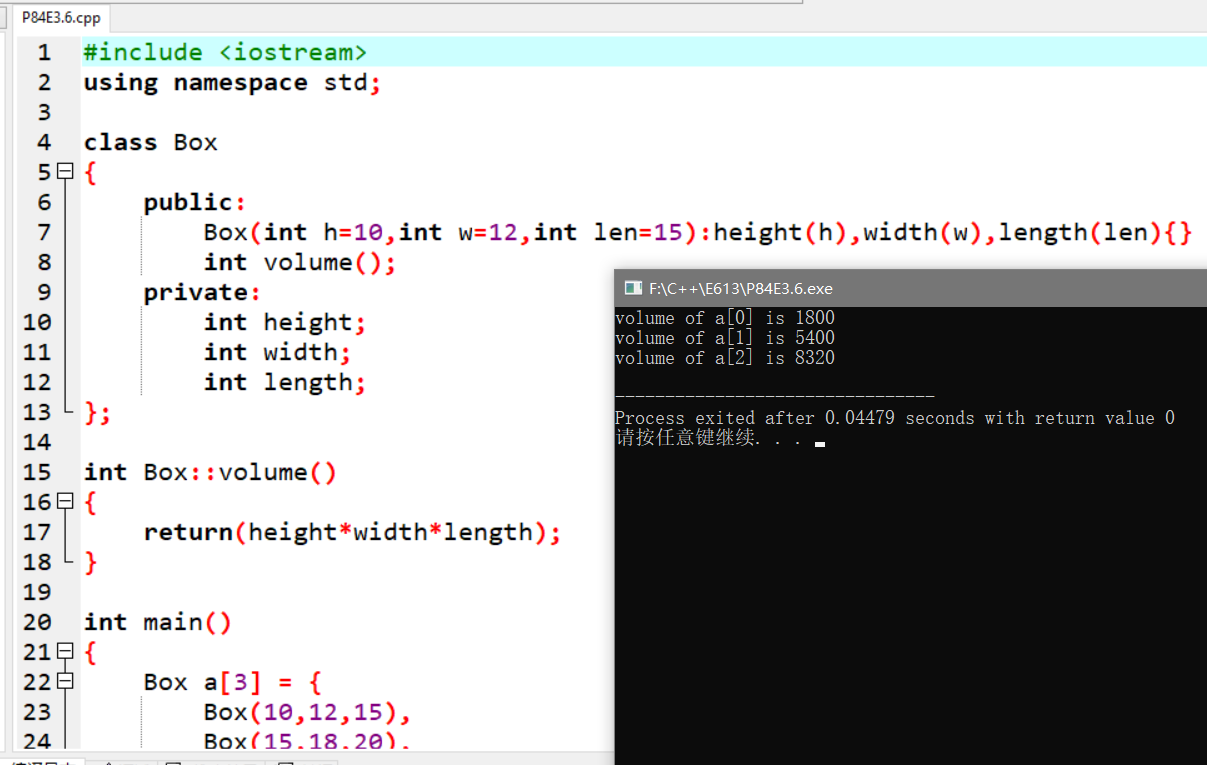 P84E3.6.cpp
1 #include <iostream>
2 using namespace std;
3
4 class Box
5 {
6 public:
7 Box(int h=10,int w=12,int len=15):height(h),width(w),length(len){}
8 int volume();
9 private:
10 int height;
11 int width;
12 int length;
13 };
14
15 int Box::volume()
16 {
17 return(height*width*length);
18 }
19
20 int main()
21 {
22 Box a[3] = {
23 Box(10,12,15),
24 Box(15,18,20),
F:\C++\E613\P84E3.6.exe
volume of a[0] is 1800
volume of a[1] is 5400
volume of a[2] is 8320
--------------------------------
Process exited after 0.04479 seconds with return value 0
请按任意键继续. . .